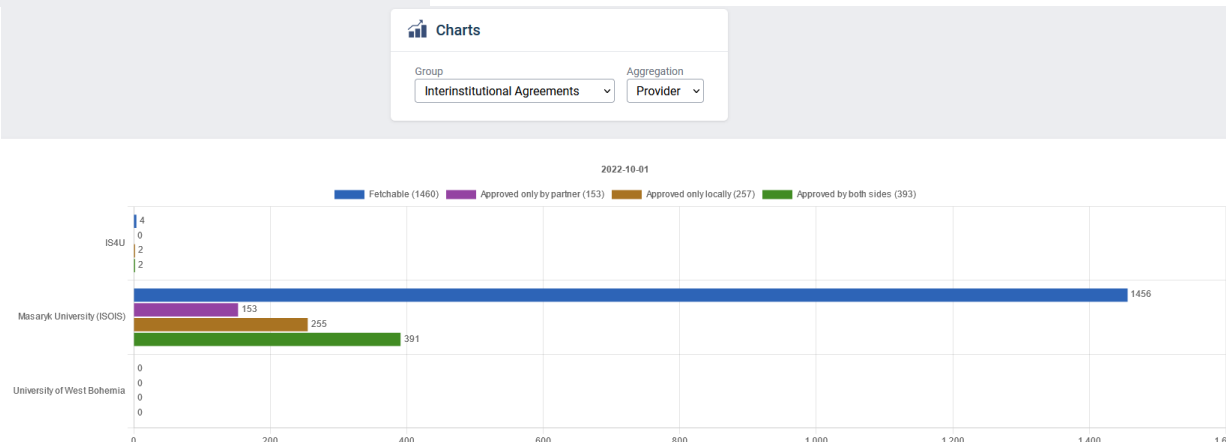 Charts
Group Aggregation
Interinstitutional Agreements Provider
2022-10-01
Fetchable (1460) Approved only by partner (153) Approved only locally (257) Approved by both sides (393)
4
0
IS4U
2
2
1456
153
Masaryk University (ISOIS)
255
391
0
0
University of West Bohemia
0
0
0 200 400 600 800 1,000 1,200 1,400